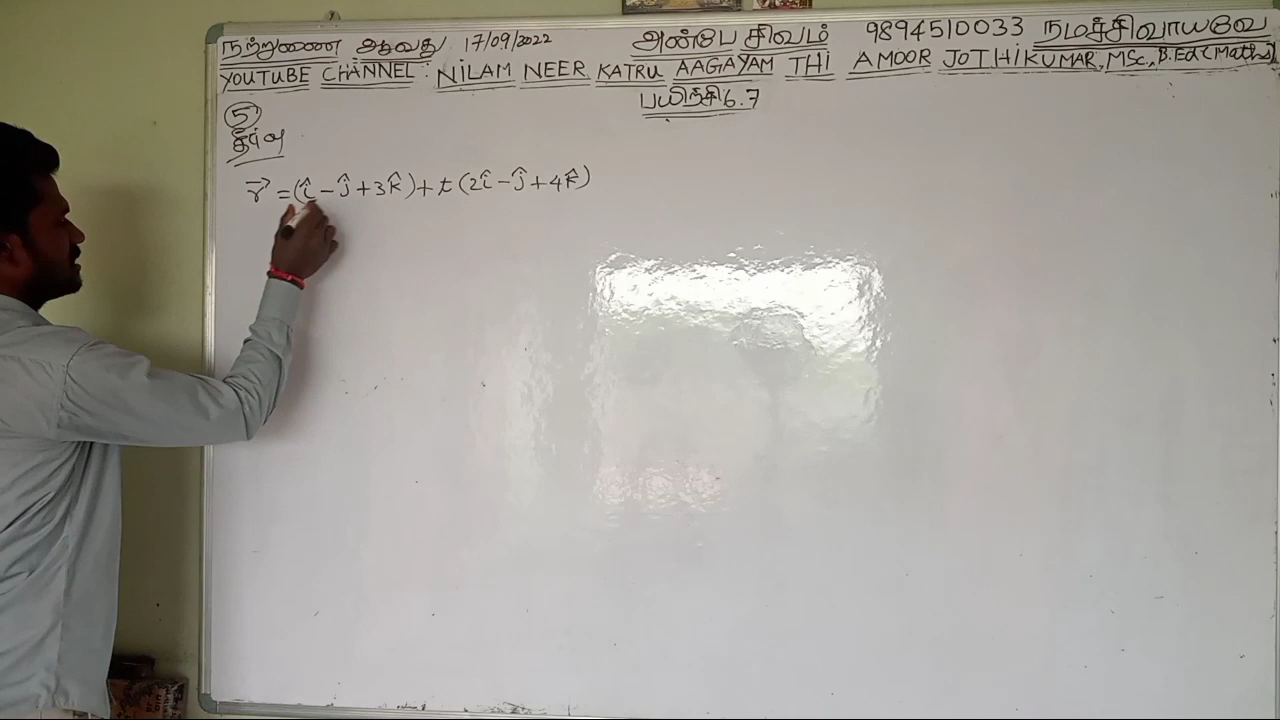 நற்றுணை ஆவது 17/09/2022 அன்பே சிவம் 9894510033 நமச்சிவாயவே
YOUTUBE CHANNEL : NILAM NEER KATRU AAGAYAM THI AMOOR JOTHIKUMAR, MSc., B.Ed (Maths)
பயிற்சி 6.7
5
தீர்வு
r⃗ = (î − ĵ + 3k̂) + t (2î − ĵ + 4k̂)